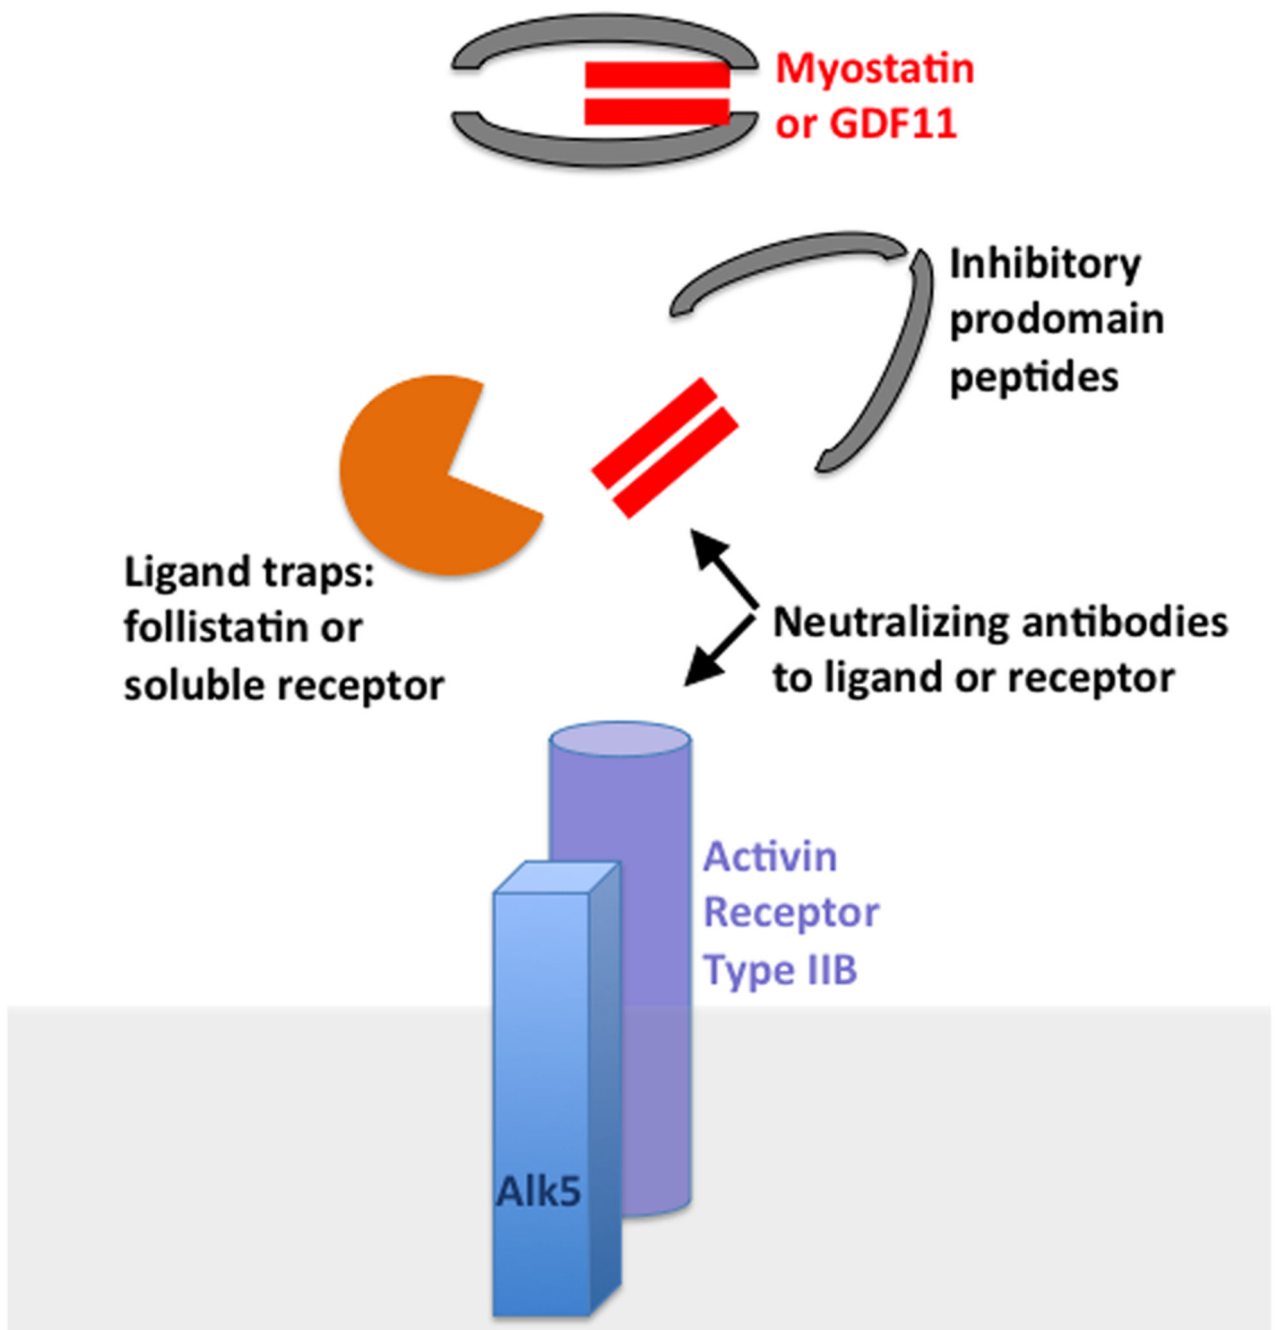 Myostatin
or GDF11
Inhibitory
prodomain
peptides
Ligand traps:
follistatin or
soluble receptor
Neutralizing antibodies
to ligand or receptor
Activin
Receptor
Type IIB
Alk5